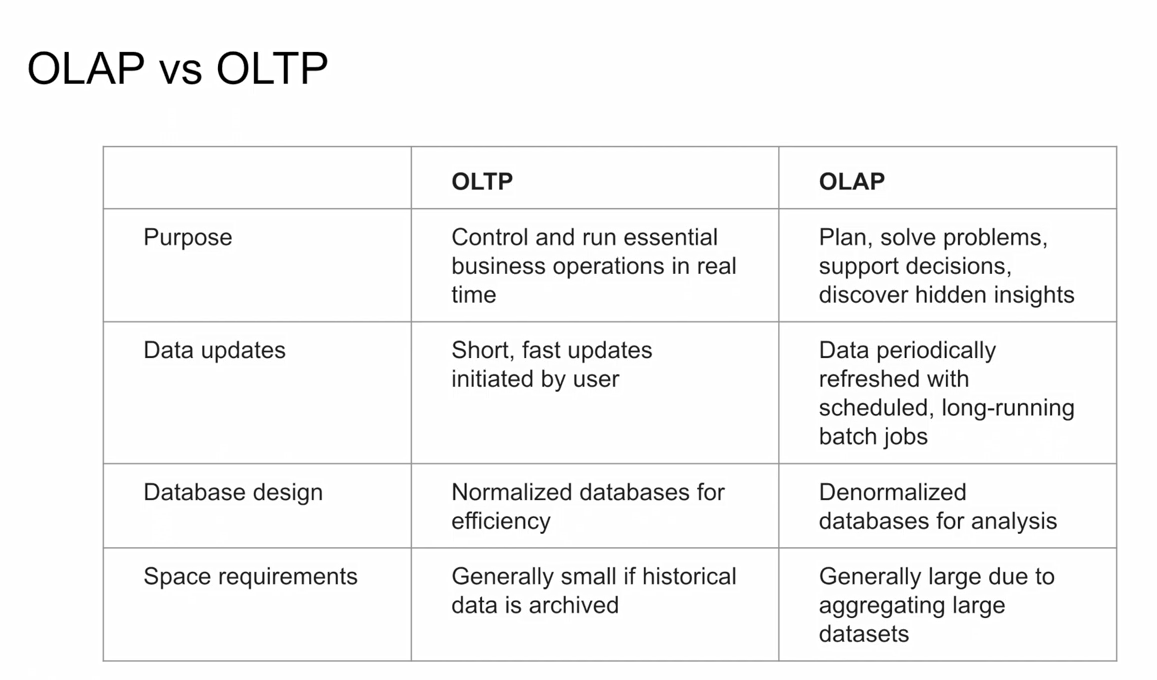 OLAP vs OLTP
OLTP
OLAP
Purpose
Control and run essential
business operations in real
time
Plan, solve problems,
support decisions,
discover hidden insights
Data updates
Short, fast updates
initiated by user
Data periodically
refreshed with
scheduled, long-running
batch jobs
Database design
Normalized databases for
efficiency
Denormalized
databases for analysis
Space requirements
Generally small if historical
data is archived
Generally large due to
aggregating large
datasets